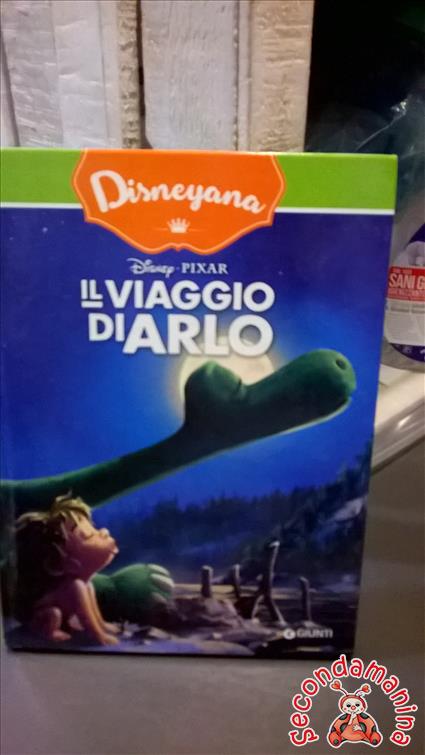 Disneyana
Disney · PIXAR
IL VIAGGIO
DI ARLO
SANI G
GIUNTI
secondamanina